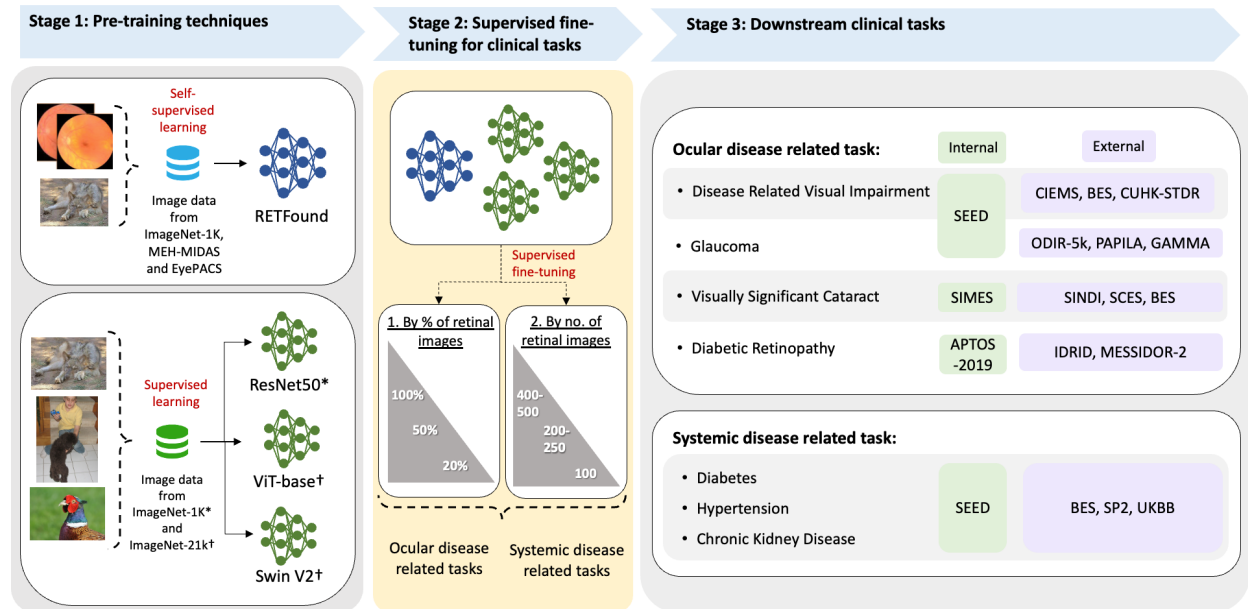 Stage 1: Pre-training techniques
Self-
supervised
learning
Image data
from
ImageNet-1K,
MEH-MIDAS
and EyePACS
RETFound
Supervised
learning
Image data
from
ImageNet-1K*
and
ImageNet-21k†
ResNet50*
ViT-base†
Swin V2†
Stage 2: Supervised fine-
tuning for clinical tasks
Supervised
fine-tuning
1. By % of retinal
images
100%
50%
20%
2. By no. of
retinal images
400-
500
200-
250
100
Ocular disease
related tasks
Systemic disease
related tasks
Stage 3: Downstream clinical tasks
Ocular disease related task:
Internal
External
• Disease Related Visual Impairment
SEED
CIEMS, BES, CUHK-STDR
• Glaucoma
ODIR-5k, PAPILA, GAMMA
• Visually Significant Cataract
SIMES
SINDI, SCES, BES
• Diabetic Retinopathy
APTOS
-2019
IDRID, MESSIDOR-2
Systemic disease related task:
• Diabetes
• Hypertension
• Chronic Kidney Disease
SEED
BES, SP2, UKBB